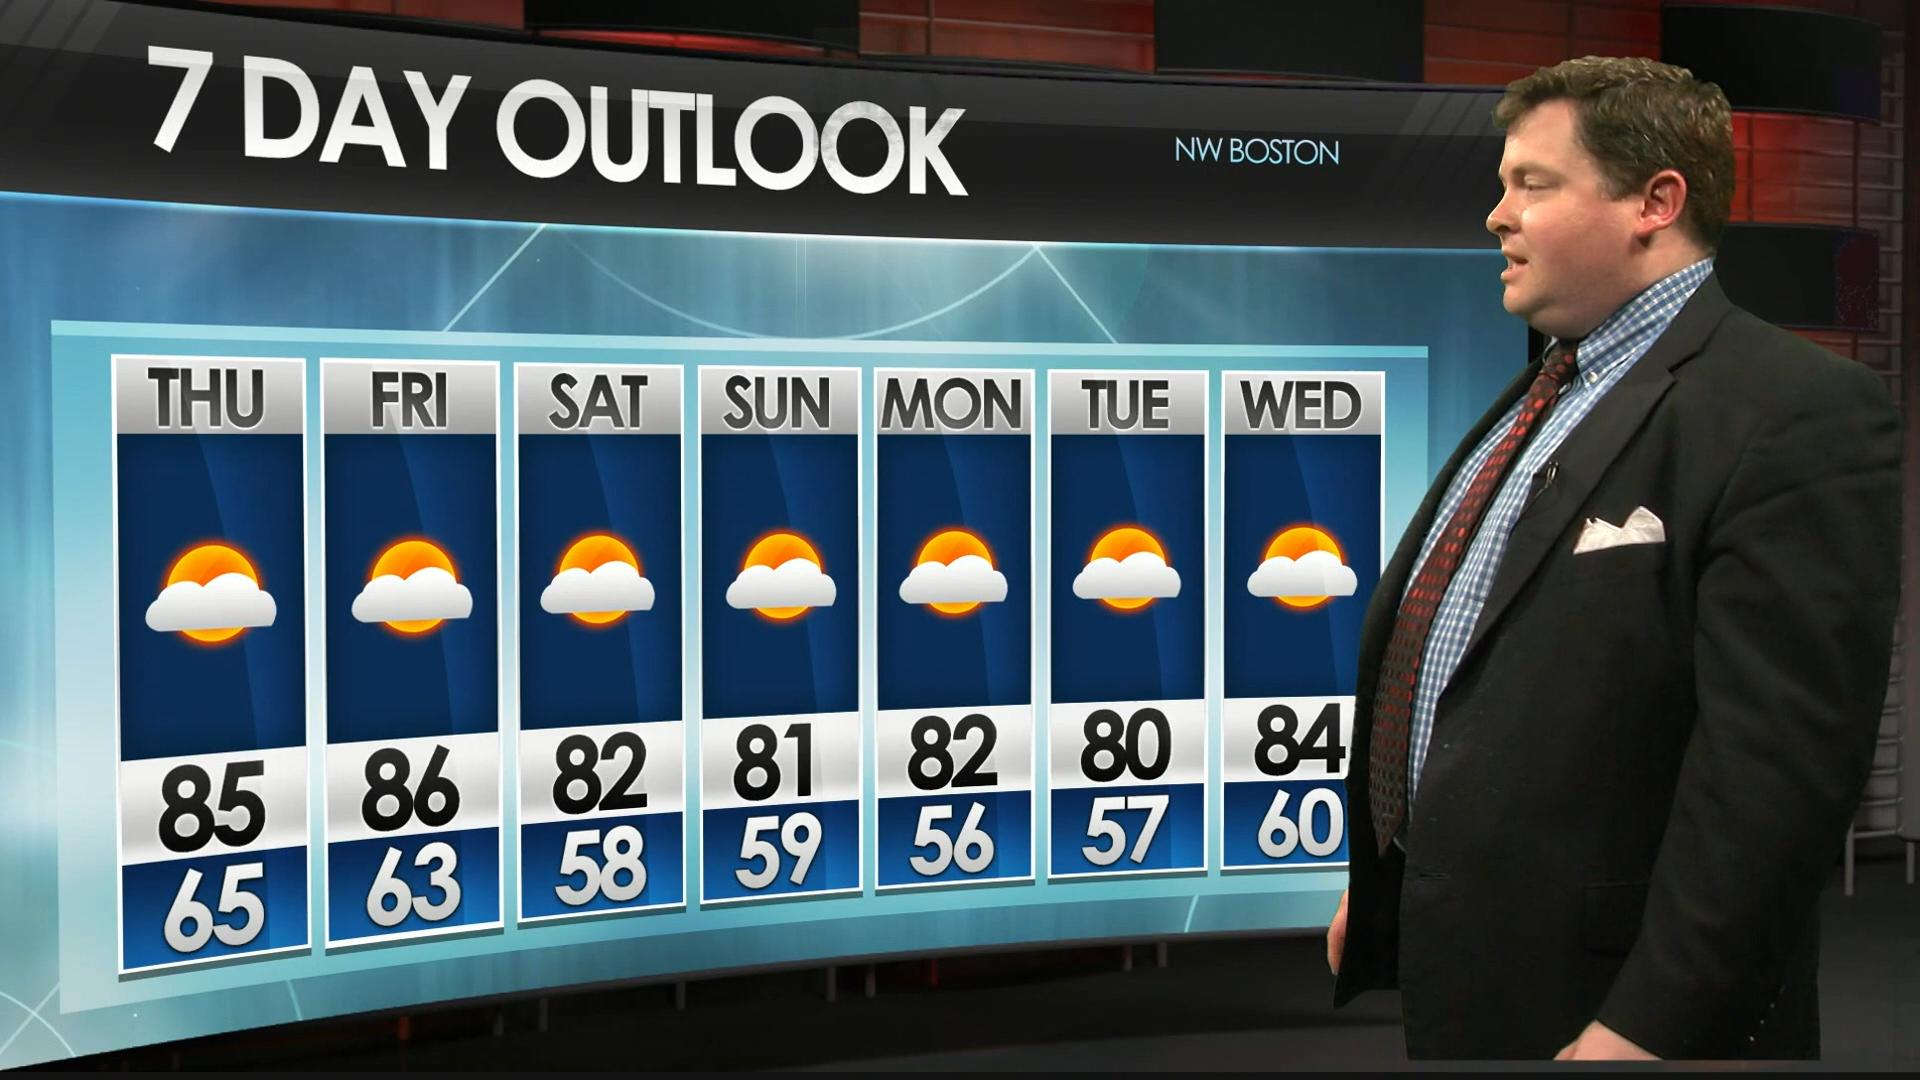 7 DAY OUTLOOK
NW BOSTON
THU FRI SAT SUN MON TUE WED
85 86 82 81 82 80 84
65 63 58 59 56 57 60